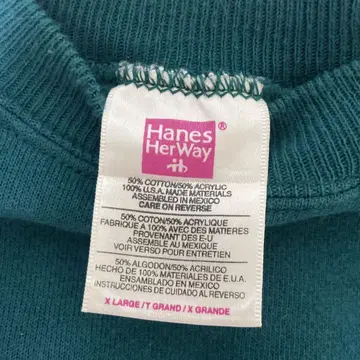 Hanes®
HerWay
50% COTTON/50% ACRYLIC
100% U.S.A. MADE MATERIALS
ASSEMBLED IN MEXICO
CARE ON REVERSE
50% COTON/50% ACRYLIQUE
FABRIQUE A 100% AVEC DES MATIERES
PROVENANT DES E-U
ASSEMBLE AU MEXIQUE
VOIR VERSO POUR ENTRETIEN
50% ALGODON/50% ACRILICO
HECHO DE 100% MATERIALES DE E.U.A.
ENSAMBLADO EN MEXICO
INSTRUCCIONES DE CUIDADO AL REVERSO
X LARGE/T GRAND/X GRANDE